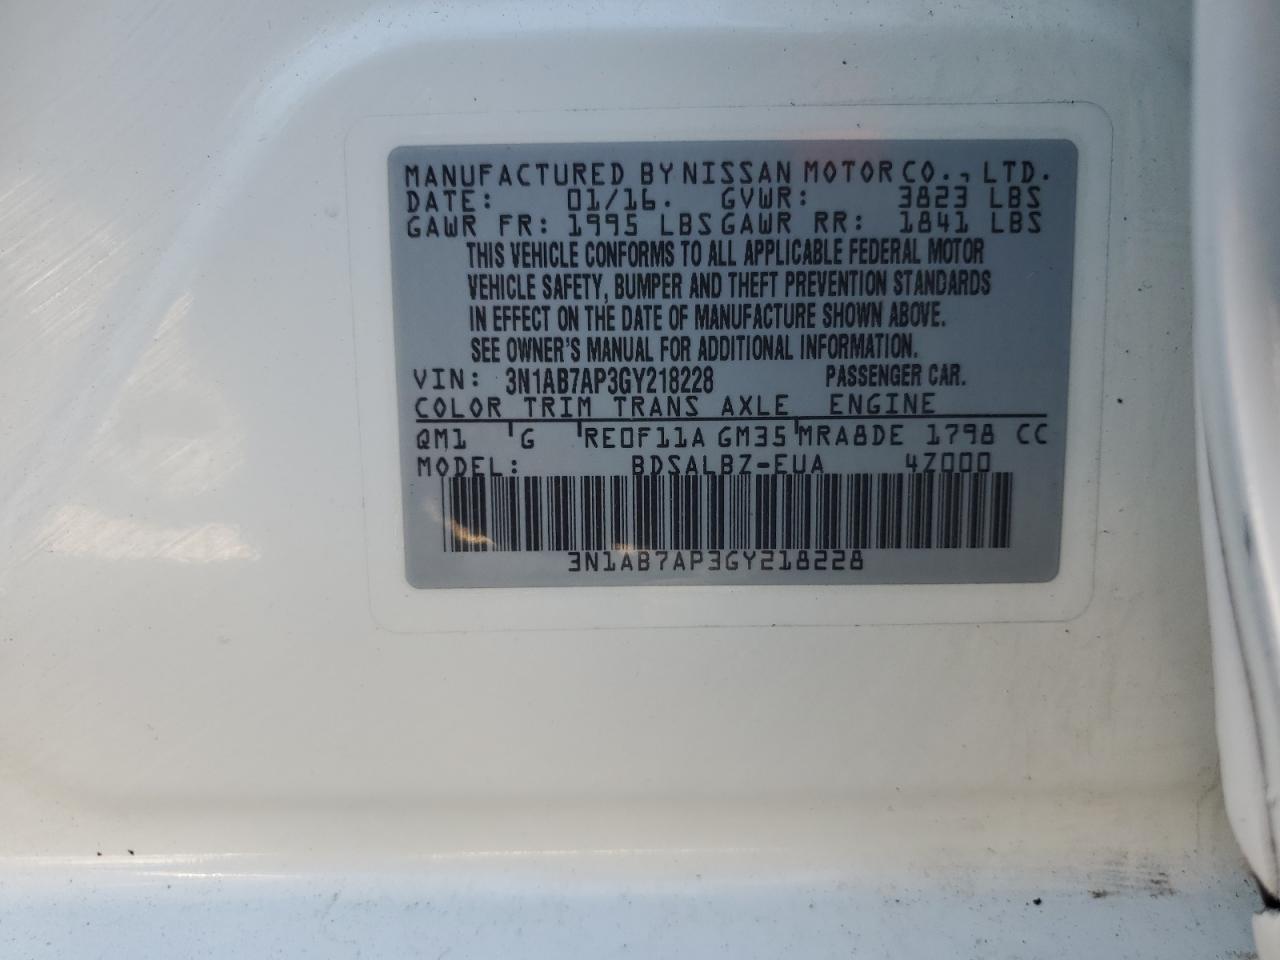 MANUFACTURED BY NISSAN MOTOR CO., LTD.
DATE: 01/16. GVWR: 3823 LBS
GAWR FR: 1995 LBS GAWR RR: 1841 LBS
THIS VEHICLE CONFORMS TO ALL APPLICABLE FEDERAL MOTOR
VEHICLE SAFETY, BUMPER AND THEFT PREVENTION STANDARDS
IN EFFECT ON THE DATE OF MANUFACTURE SHOWN ABOVE.
SEE OWNER'S MANUAL FOR ADDITIONAL INFORMATION.
VIN: 3N1AB7AP3GY218228 PASSENGER CAR.
COLOR TRIM TRANS AXLE ENGINE
QM1 G RE0F11A GM35 MRA8DE 1798 CC
MODEL: BDSALBZ-EUA 4Z000
3N1AB7AP3GY218228